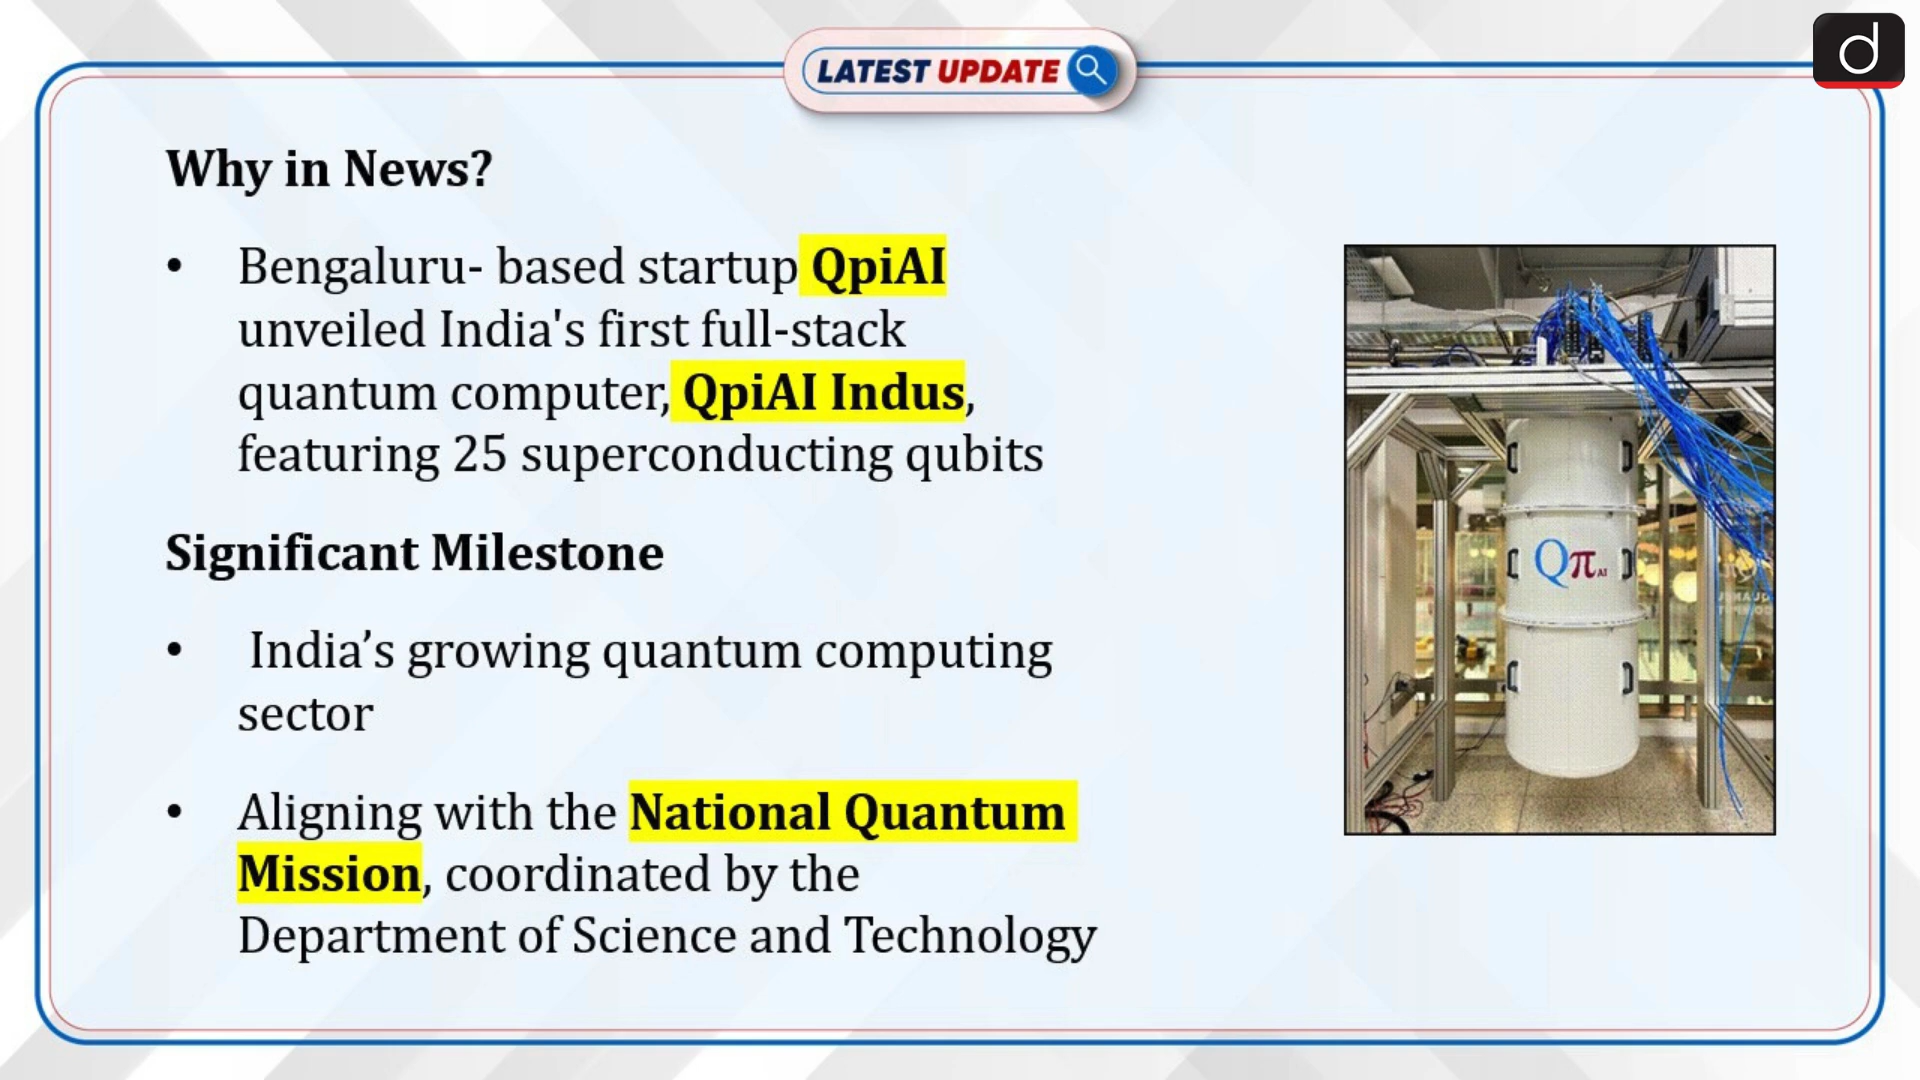 LATEST UPDATE
d
Why in News?
• Bengaluru- based startup QpiAI
unveiled India's first full-stack
quantum computer, QpiAI Indus,
featuring 25 superconducting qubits
Significant Milestone
• India’s growing quantum computing
sector
• Aligning with the National Quantum
Mission, coordinated by the
Department of Science and Technology
Qπ AI